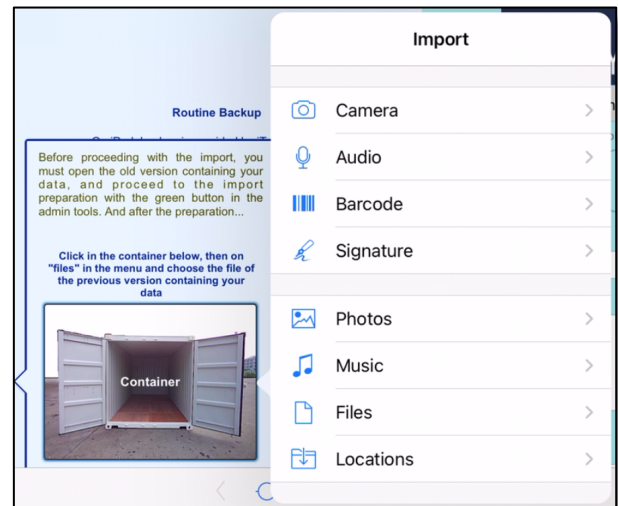 Import
Routine Backup
Before proceeding with the import, you
must open the old version containing your
data, and proceed to the import
preparation with the green button in the
admin tools. And after the preparation...
Click in the container below, then on
"files" in the menu and choose the file of
the previous version containing your
data
Container
Camera
Audio
Barcode
Signature
Photos
Music
Files
Locations